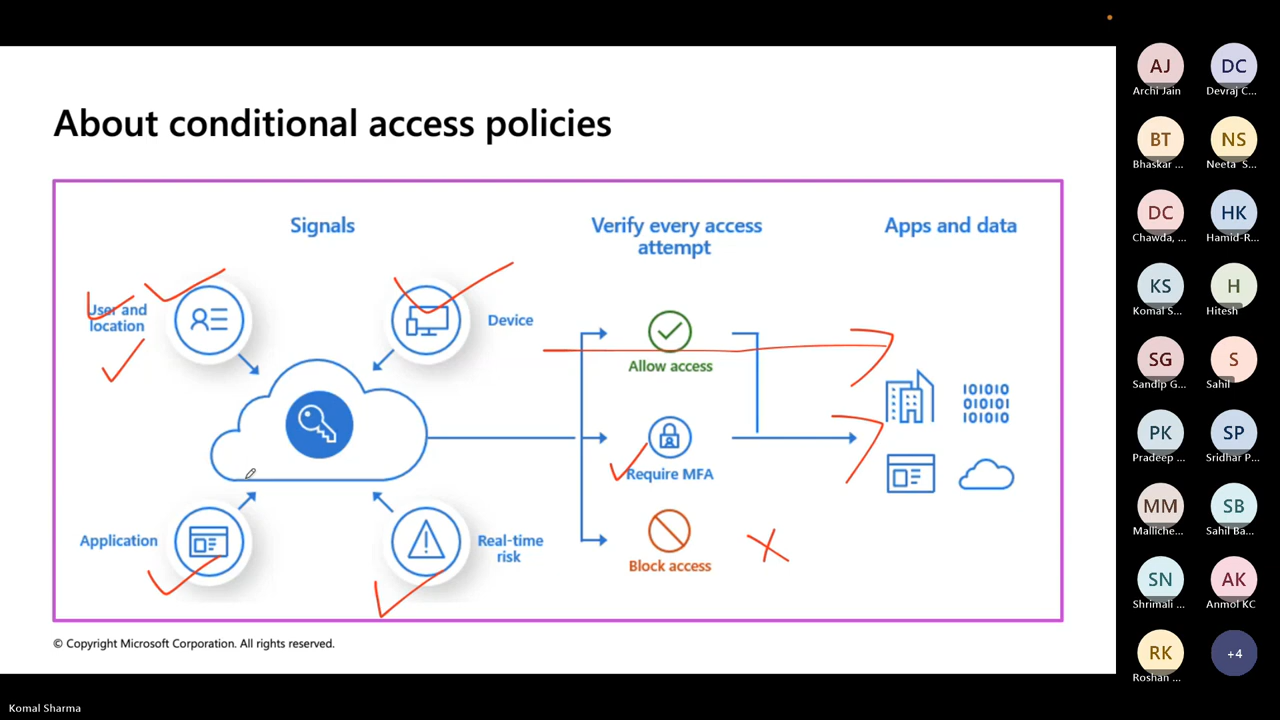 About conditional access policies
Signals
Verify every access
attempt
Apps and data
User and
location
Device
Allow access
010101
010101
101010
Require MFA
Application
Real-time
risk
Block access
© Copyright Microsoft Corporation. All rights reserved.
AJ
Archi Jain
DC
Devraj C...
BT
Bhaskar ...
NS
Neeta S...
DC
Chawda, ...
HK
Hamid-R...
KS
Komal S...
H
Hitesh
SG
Sandip G...
S
Sahil
PK
Pradeep ...
SP
Sridhar P...
MM
Malliche...
SB
Sahil Ba...
SN
Shrimali ...
AK
Anmol KC
RK
Roshan ...
+4
Komal Sharma